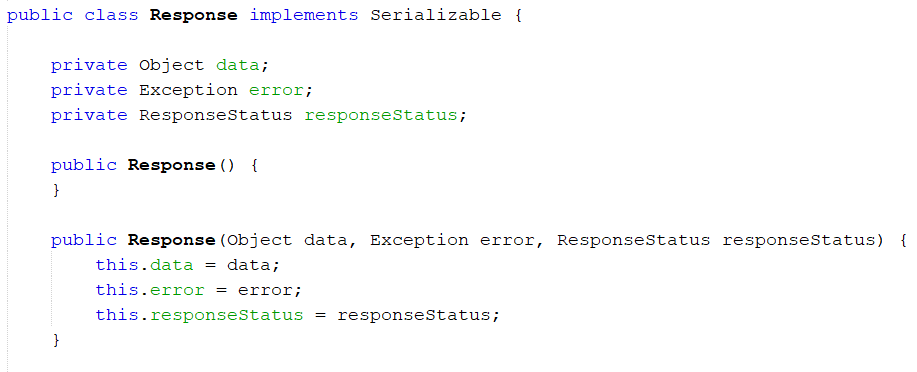 public class Response implements Serializable {
private Object data;
private Exception error;
private ResponseStatus responseStatus;
public Response() {
}
public Response(Object data, Exception error, ResponseStatus responseStatus) {
this.data = data;
this.error = error;
this.responseStatus = responseStatus;
}